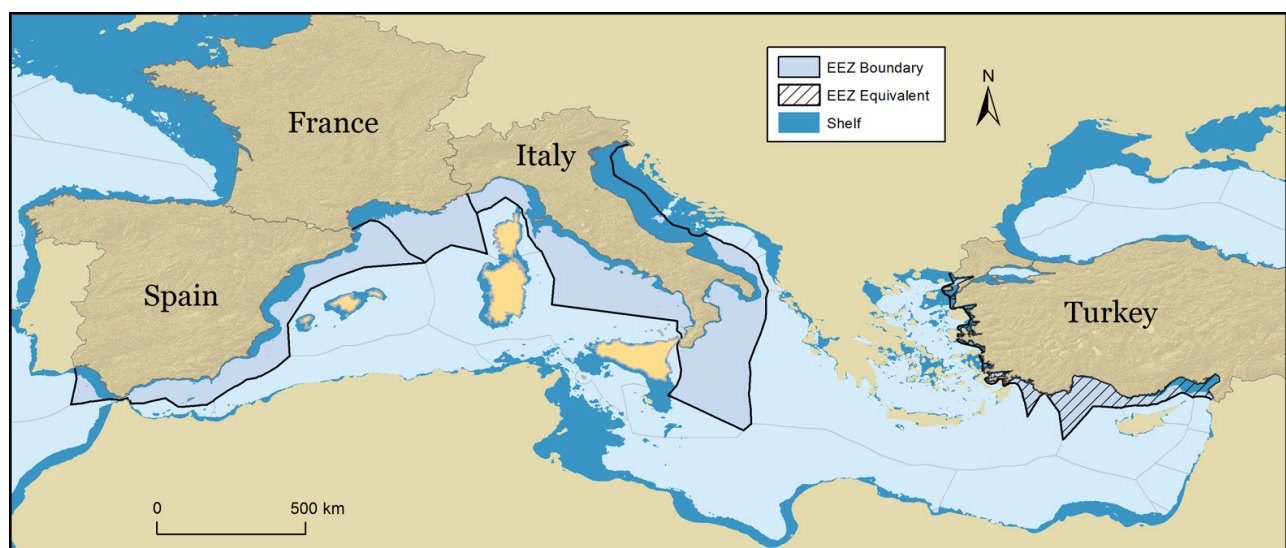 EEZ Boundary
EEZ Equivalent
Shelf
N
France
Italy
Spain
Turkey
0 500 km